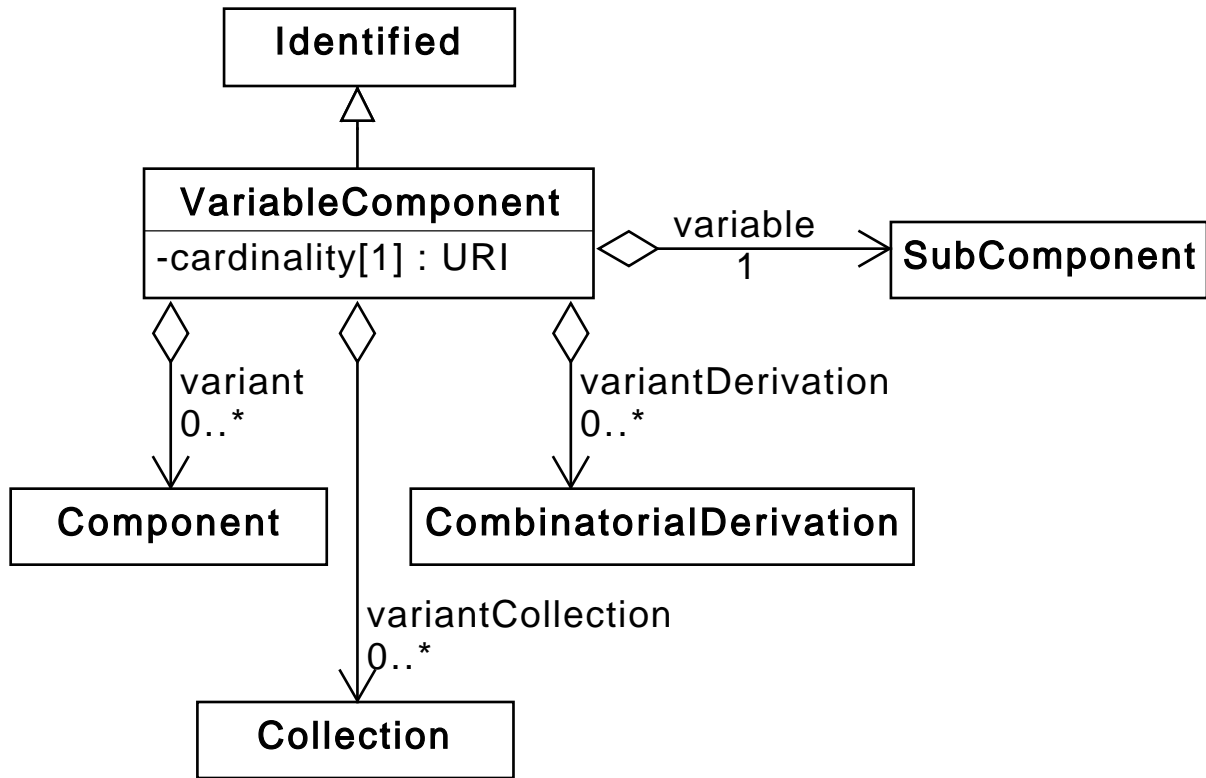 Identified
VariableComponent
-cardinality[1] : URI
variable
1
SubComponent
variant
0..*
variantDerivation
0..*
Component
CombinatorialDerivation
variantCollection
0..*
Collection